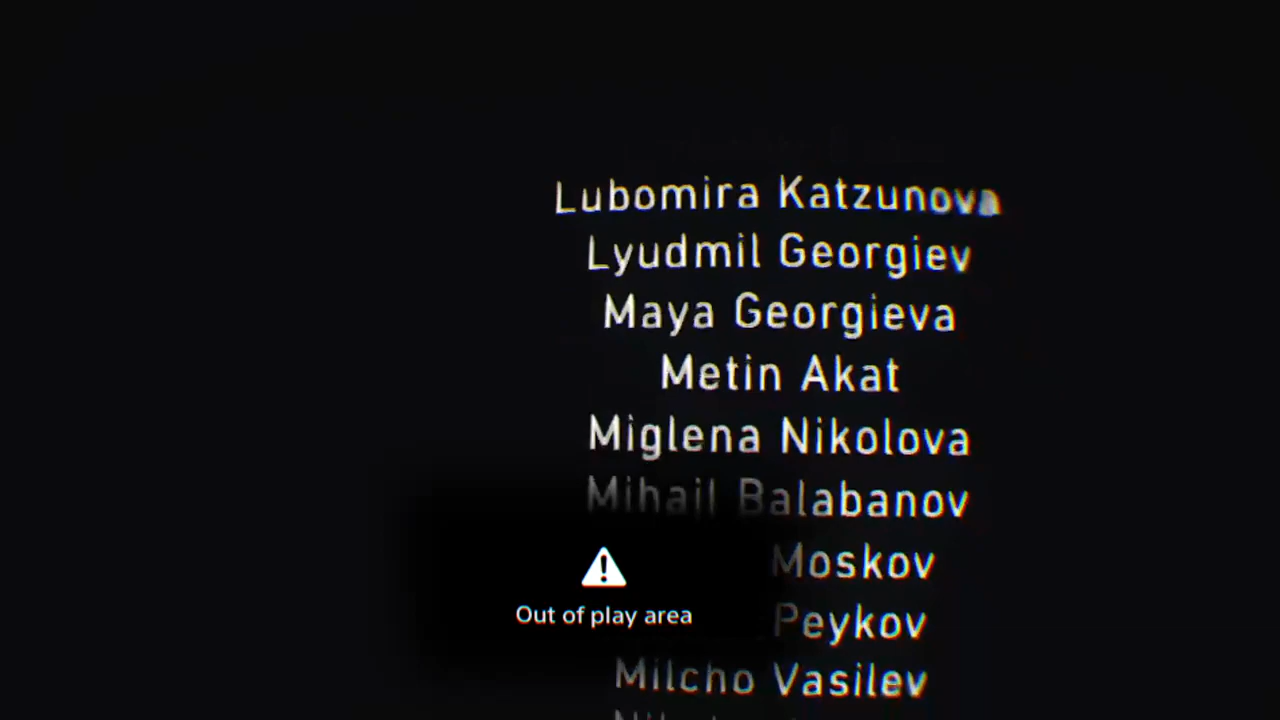 Lubomira Katzunova
Lyudmil Georgiev
Maya Georgieva
Metin Akat
Miglena Nikolova
Mihail Balabanov
Moskov
Peykov
Milcho Vasilev
Out of play area